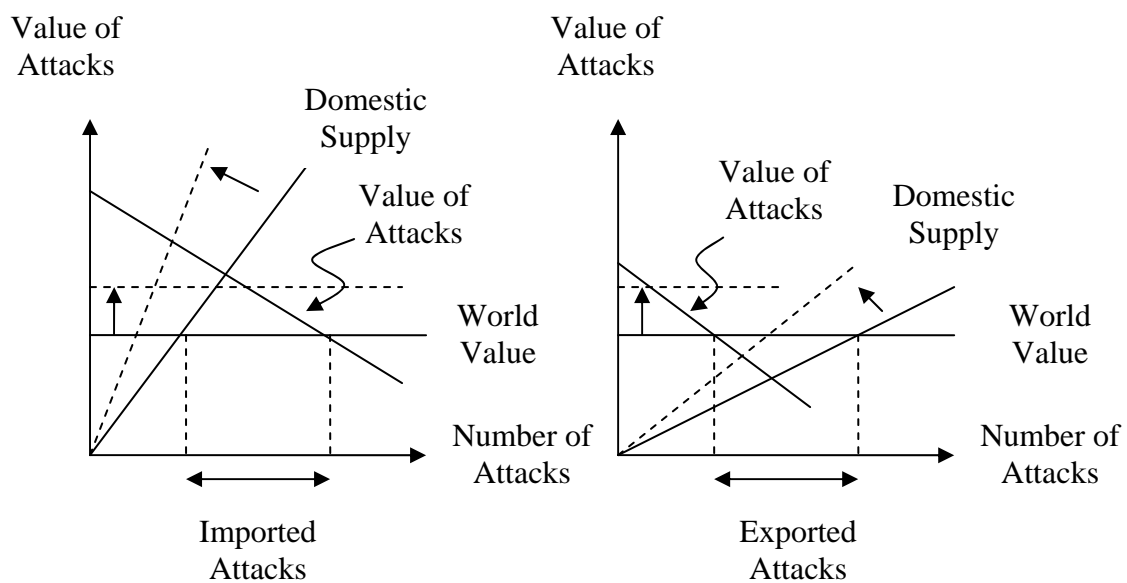 Value of
Attacks
Domestic
Supply
Value of
Attacks
World
Value
Number of
Attacks
Imported
Attacks
Value of
Attacks
Value of
Attacks
Domestic
Supply
World
Value
Number of
Attacks
Exported
Attacks